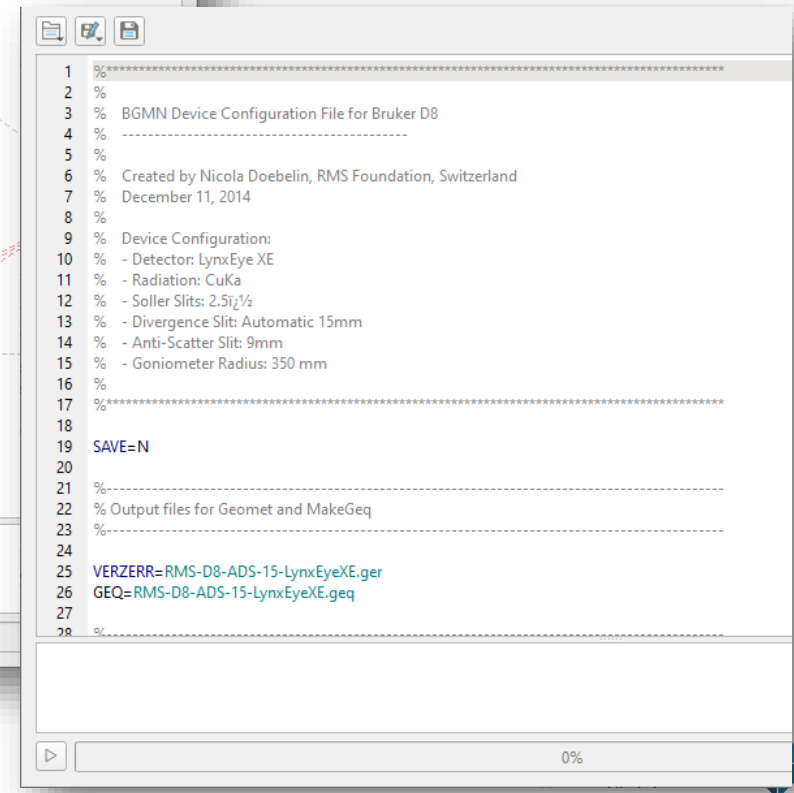 1 %***********************************************************************************************
2 %
3 % BGMN Device Configuration File for Bruker D8
4 % --------------------------------------------
5 %
6 % Created by Nicola Doebelin, RMS Foundation, Switzerland
7 % December 11, 2014
8 %
9 % Device Configuration:
10 % - Detector: LynxEye XE
11 % - Radiation: CuKa
12 % - Soller Slits: 2.5ï¿½
13 % - Divergence Slit: Automatic 15mm
14 % - Anti-Scatter Slit: 9mm
15 % - Goniometer Radius: 350 mm
16 %
17 %***********************************************************************************************
18
19 SAVE=N
20
21 %-----------------------------------------------------------------------------------------------
22 % Output files for Geomet and MakeGeq
23 %-----------------------------------------------------------------------------------------------
24
25 VERZERR=RMS-D8-ADS-15-LynxEyeXE.ger
26 GEQ=RMS-D8-ADS-15-LynxEyeXE.geq
27
28 %-----------------------------------------------------------------------------------------------
0%